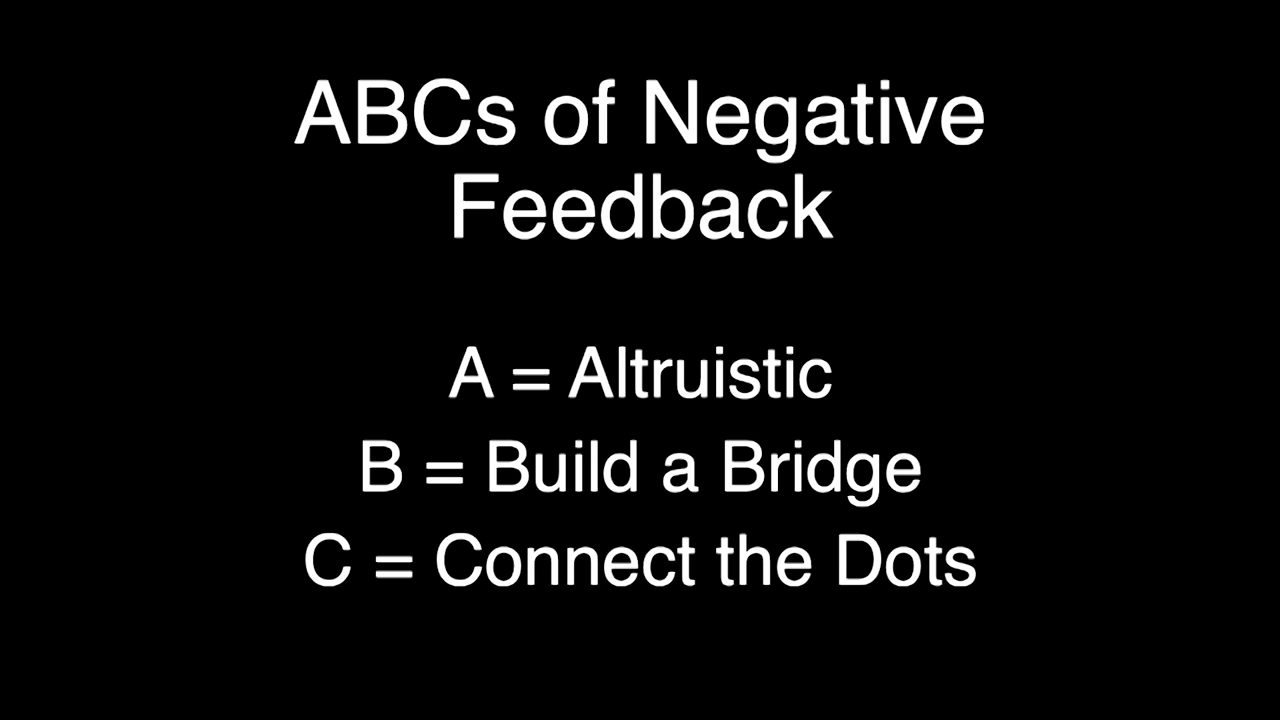 ABCs of Negative
Feedback
A = Altruistic
B = Build a Bridge
C = Connect the Dots